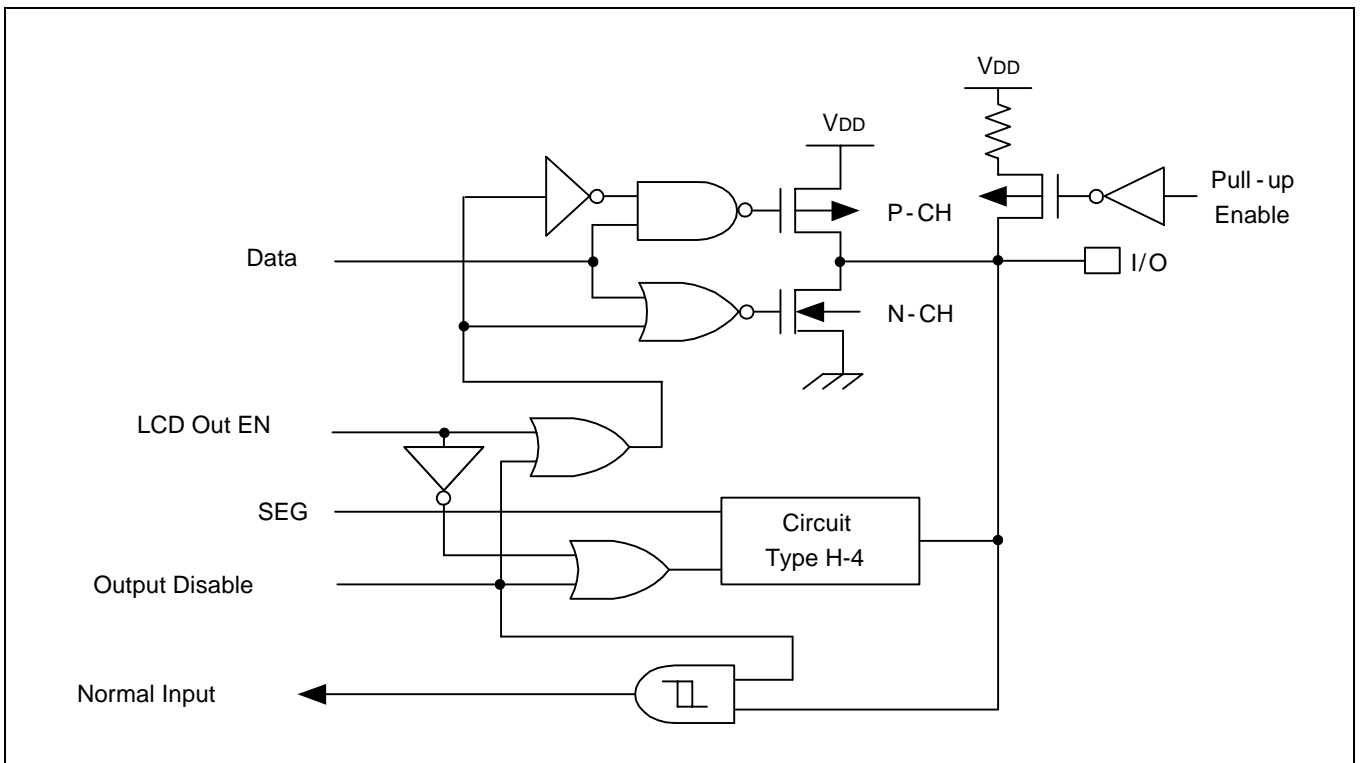 VDD
VDD
Pull-up
Enable
P-CH
Data
I/O
N-CH
LCD Out EN
SEG
Circuit
Type H-4
Output Disable
Normal Input